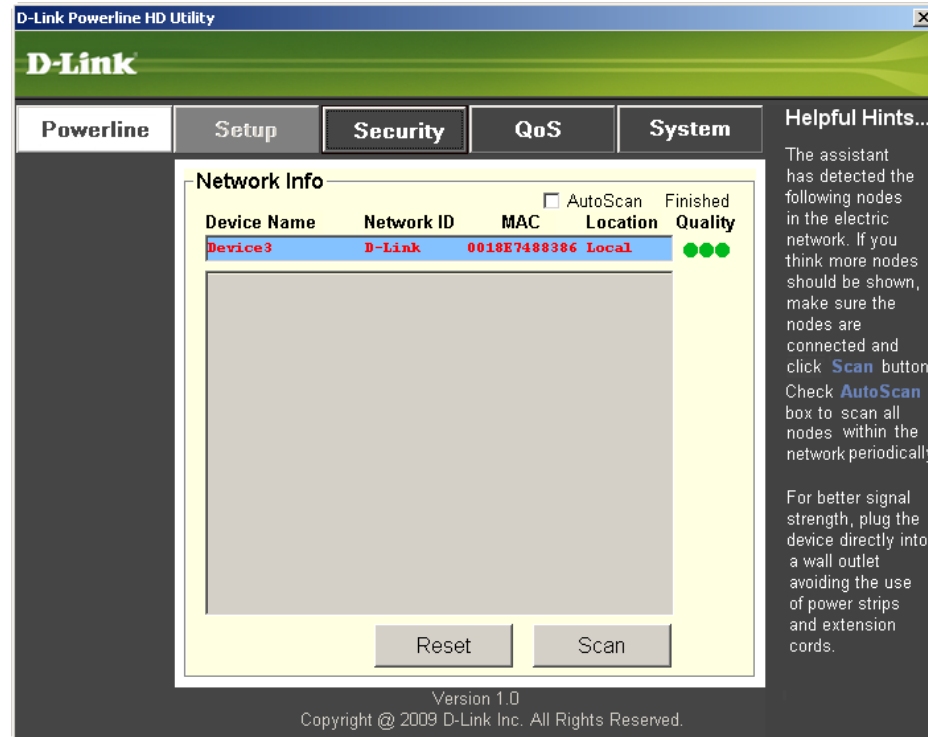 D-Link Powerline HD Utility
D-Link
Powerline Setup Security QoS System
Network Info
AutoScan Finished
Device Name Network ID MAC Location Quality
Device3 D-Link 0018E7488386 Local
Reset Scan
Helpful Hints...
The assistant
has detected the
following nodes
in the electric
network. If you
think more nodes
should be shown,
make sure the
nodes are
connected and
click Scan button
Check AutoScan
box to scan all
nodes within the
network periodically
For better signal
strength, plug the
device directly into
a wall outlet
avoiding the use
of power strips
and extension
cords.
Version 1.0
Copyright @ 2009 D-Link Inc. All Rights Reserved.